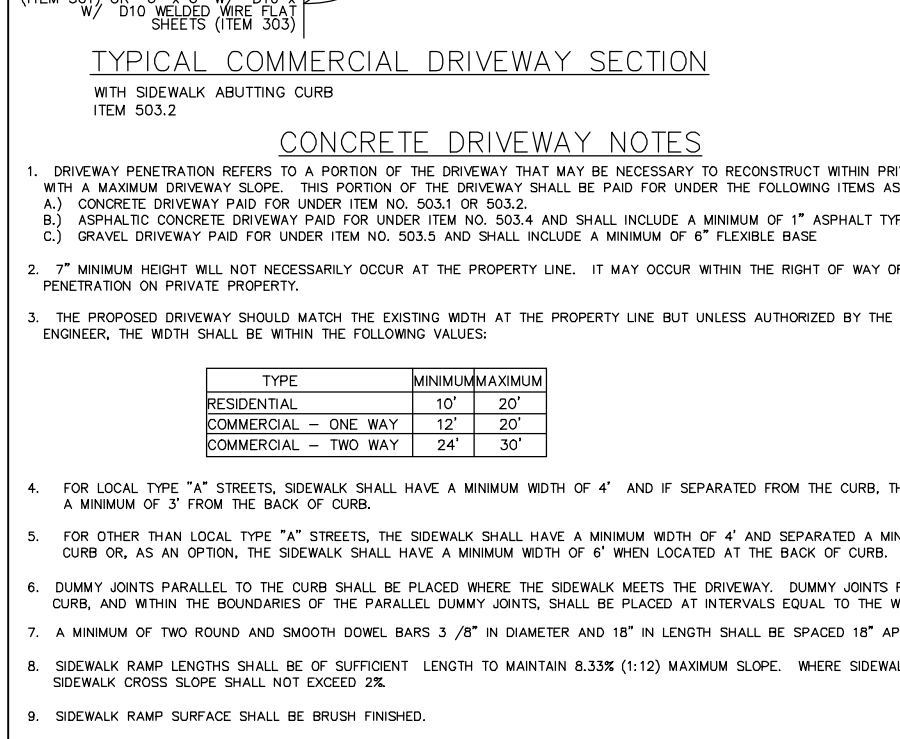 W/ D10 WELDED WIRE FLAT
SHEETS (ITEM 303)
TYPICAL COMMERCIAL DRIVEWAY SECTION
WITH SIDEWALK ABUTTING CURB
ITEM 503.2
CONCRETE DRIVEWAY NOTES
1. DRIVEWAY PENETRATION REFERS TO A PORTION OF THE DRIVEWAY THAT MAY BE NECESSARY TO RECONSTRUCT WITHIN
WITH A MAXIMUM DRIVEWAY SLOPE. THIS PORTION OF THE DRIVEWAY SHALL BE PAID FOR UNDER THE FOLLOWING ITEMS AS
A.) CONCRETE DRIVEWAY PAID FOR UNDER ITEM NO. 503.1 OR 503.2.
B.) ASPHALTIC CONCRETE DRIVEWAY PAID FOR UNDER ITEM NO. 503.4 AND SHALL INCLUDE A MINIMUM OF 1" ASPHALT
C.) GRAVEL DRIVEWAY PAID FOR UNDER ITEM NO. 503.5 AND SHALL INCLUDE A MINIMUM OF 6" FLEXIBLE BASE
2. 7" MINIMUM HEIGHT WILL NOT NECESSARILY OCCUR AT THE PROPERTY LINE. IT MAY OCCUR WITHIN THE RIGHT OF WAY
PENETRATION ON PRIVATE PROPERTY.
3. THE PROPOSED DRIVEWAY SHOULD MATCH THE EXISTING WIDTH AT THE PROPERTY LINE BUT UNLESS AUTHORIZED BY THE
ENGINEER, THE WIDTH SHALL BE WITHIN THE FOLLOWING VALUES:
TYPE MINIMUM MAXIMUM
RESIDENTIAL 10' 20'
COMMERCIAL – ONE WAY 12' 20'
COMMERCIAL – TWO WAY 24' 30'
4. FOR LOCAL TYPE "A" STREETS, SIDEWALK SHALL HAVE A MINIMUM WIDTH OF 4' AND IF SEPARATED FROM THE CURB,
A MINIMUM OF 3' FROM THE BACK OF CURB.
5. FOR OTHER THAN LOCAL TYPE "A" STREETS, THE SIDEWALK SHALL HAVE A MINIMUM WIDTH OF 4' AND SEPARATED A
CURB OR, AS AN OPTION, THE SIDEWALK SHALL HAVE A MINIMUM WIDTH OF 6' WHEN LOCATED AT THE BACK OF CURB.
6. DUMMY JOINTS PARALLEL TO THE CURB SHALL BE PLACED WHERE THE SIDEWALK MEETS THE DRIVEWAY. DUMMY JOINTS
CURB, AND WITHIN THE BOUNDARIES OF THE PARALLEL DUMMY JOINTS, SHALL BE PLACED AT INTERVALS EQUAL TO THE
7. A MINIMUM OF TWO ROUND AND SMOOTH DOWEL BARS 3 /8" IN DIAMETER AND 18" IN LENGTH SHALL BE SPACED 18"
8. SIDEWALK RAMP LENGTHS SHALL BE OF SUFFICIENT LENGTH TO MAINTAIN 8.33% (1:12) MAXIMUM SLOPE. WHERE
SIDEWALK CROSS SLOPE SHALL NOT EXCEED 2%.
9. SIDEWALK RAMP SURFACE SHALL BE BRUSH FINISHED.